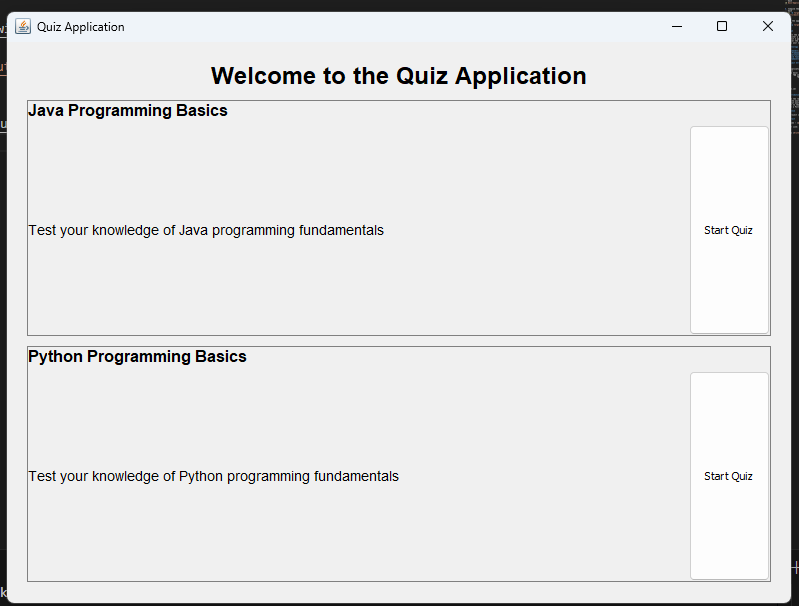 Quiz Application
Welcome to the Quiz Application
Java Programming Basics
Test your knowledge of Java programming fundamentals
Start Quiz
Python Programming Basics
Test your knowledge of Python programming fundamentals
Start Quiz